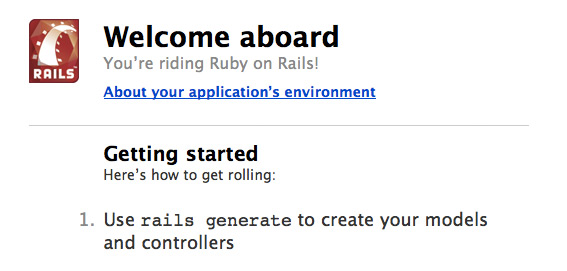 RAILS
Welcome aboard
You’re riding Ruby on Rails!
About your application’s environment
Getting started
Here’s how to get rolling:
1. Use rails generate to create your models
and controllers